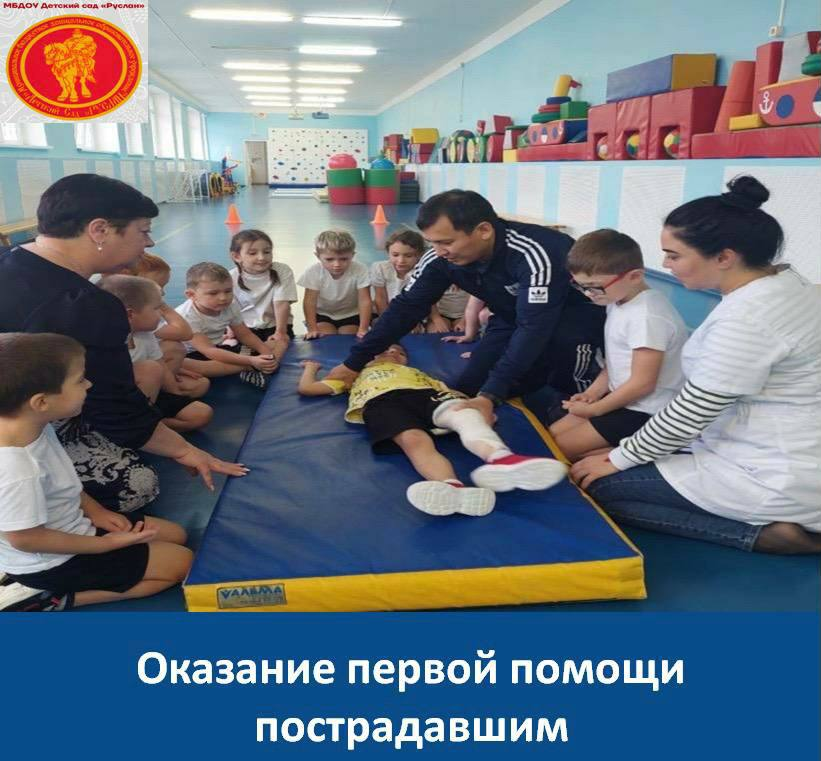 МБДОУ Детский сад «Руслан»
Оказание первой помощи
пострадавшим